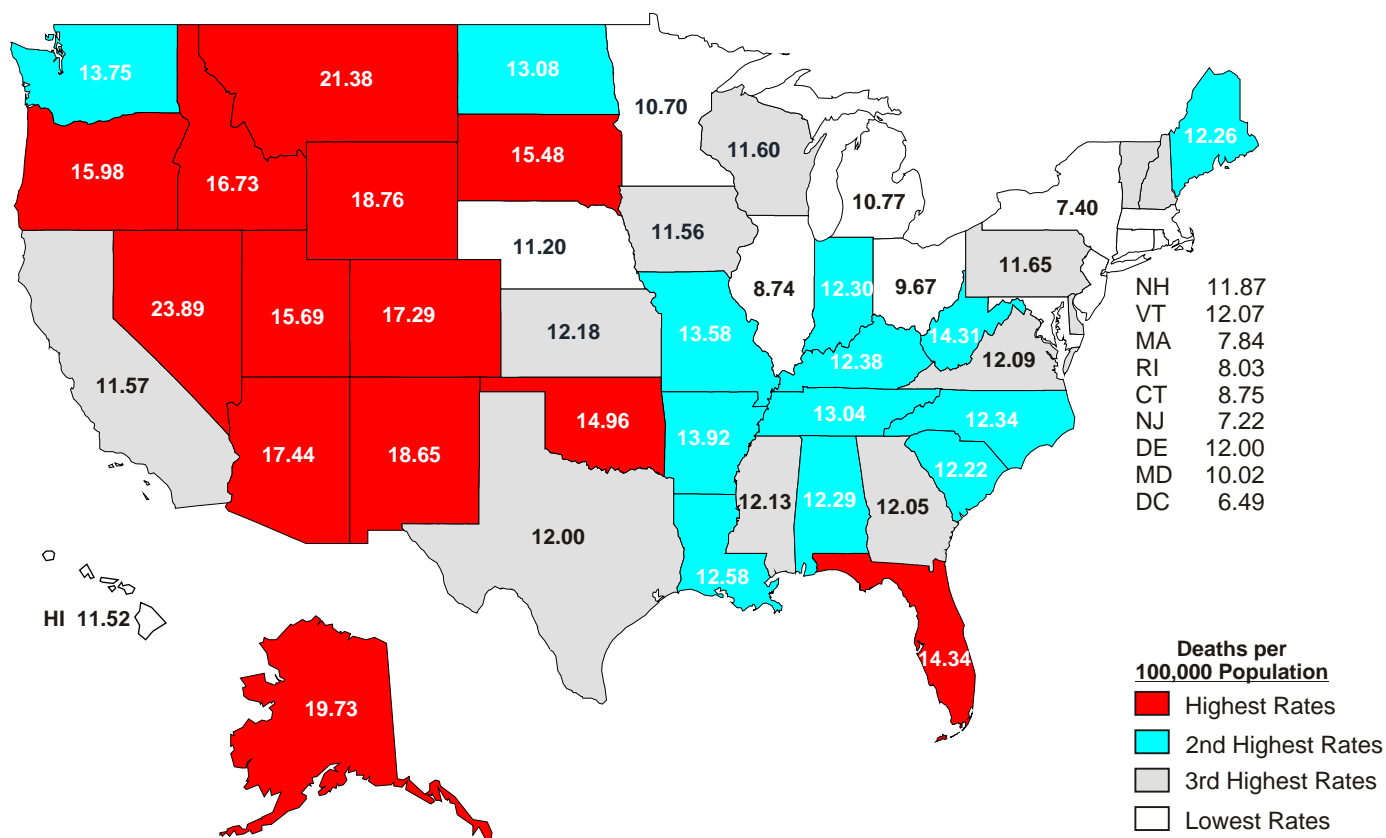 13.75
21.38
13.08
10.70
12.26
15.98
16.73
15.48
11.60
18.76
10.77
7.40
11.20
11.56
11.65
23.89
15.69
17.29
8.74
12.30
9.67
12.18
13.58
14.31
12.38
12.09
11.57
13.04
12.34
14.96
13.92
17.44
18.65
12.22
12.13
12.29
12.05
12.00
12.58
14.34
HI 11.52
19.73
NH 11.87
VT 12.07
MA 7.84
RI 8.03
CT 8.75
NJ 7.22
DE 12.00
MD 10.02
DC 6.49
Deaths per
100,000 Population
Highest Rates
2nd Highest Rates
3rd Highest Rates
Lowest Rates